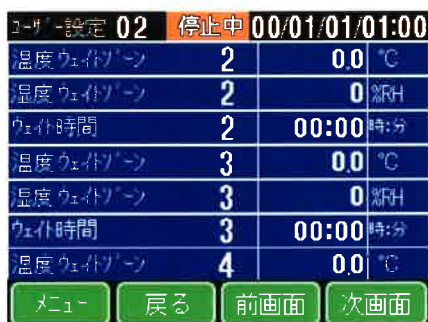 ユーザー設定 02 停止中 00/01/01/01:00
温度ウェイトゾーン 2 0.0 °C
湿度ウェイトゾーン 2 0 %RH
ウェイト時間 2 00:00 時:分
温度ウェイトゾーン 3 0.0 °C
湿度ウェイトゾーン 3 0 %RH
ウェイト時間 3 00:00 時:分
温度ウェイトゾーン 4 0.0 °C
メニュー 戻る 前画面 次画面